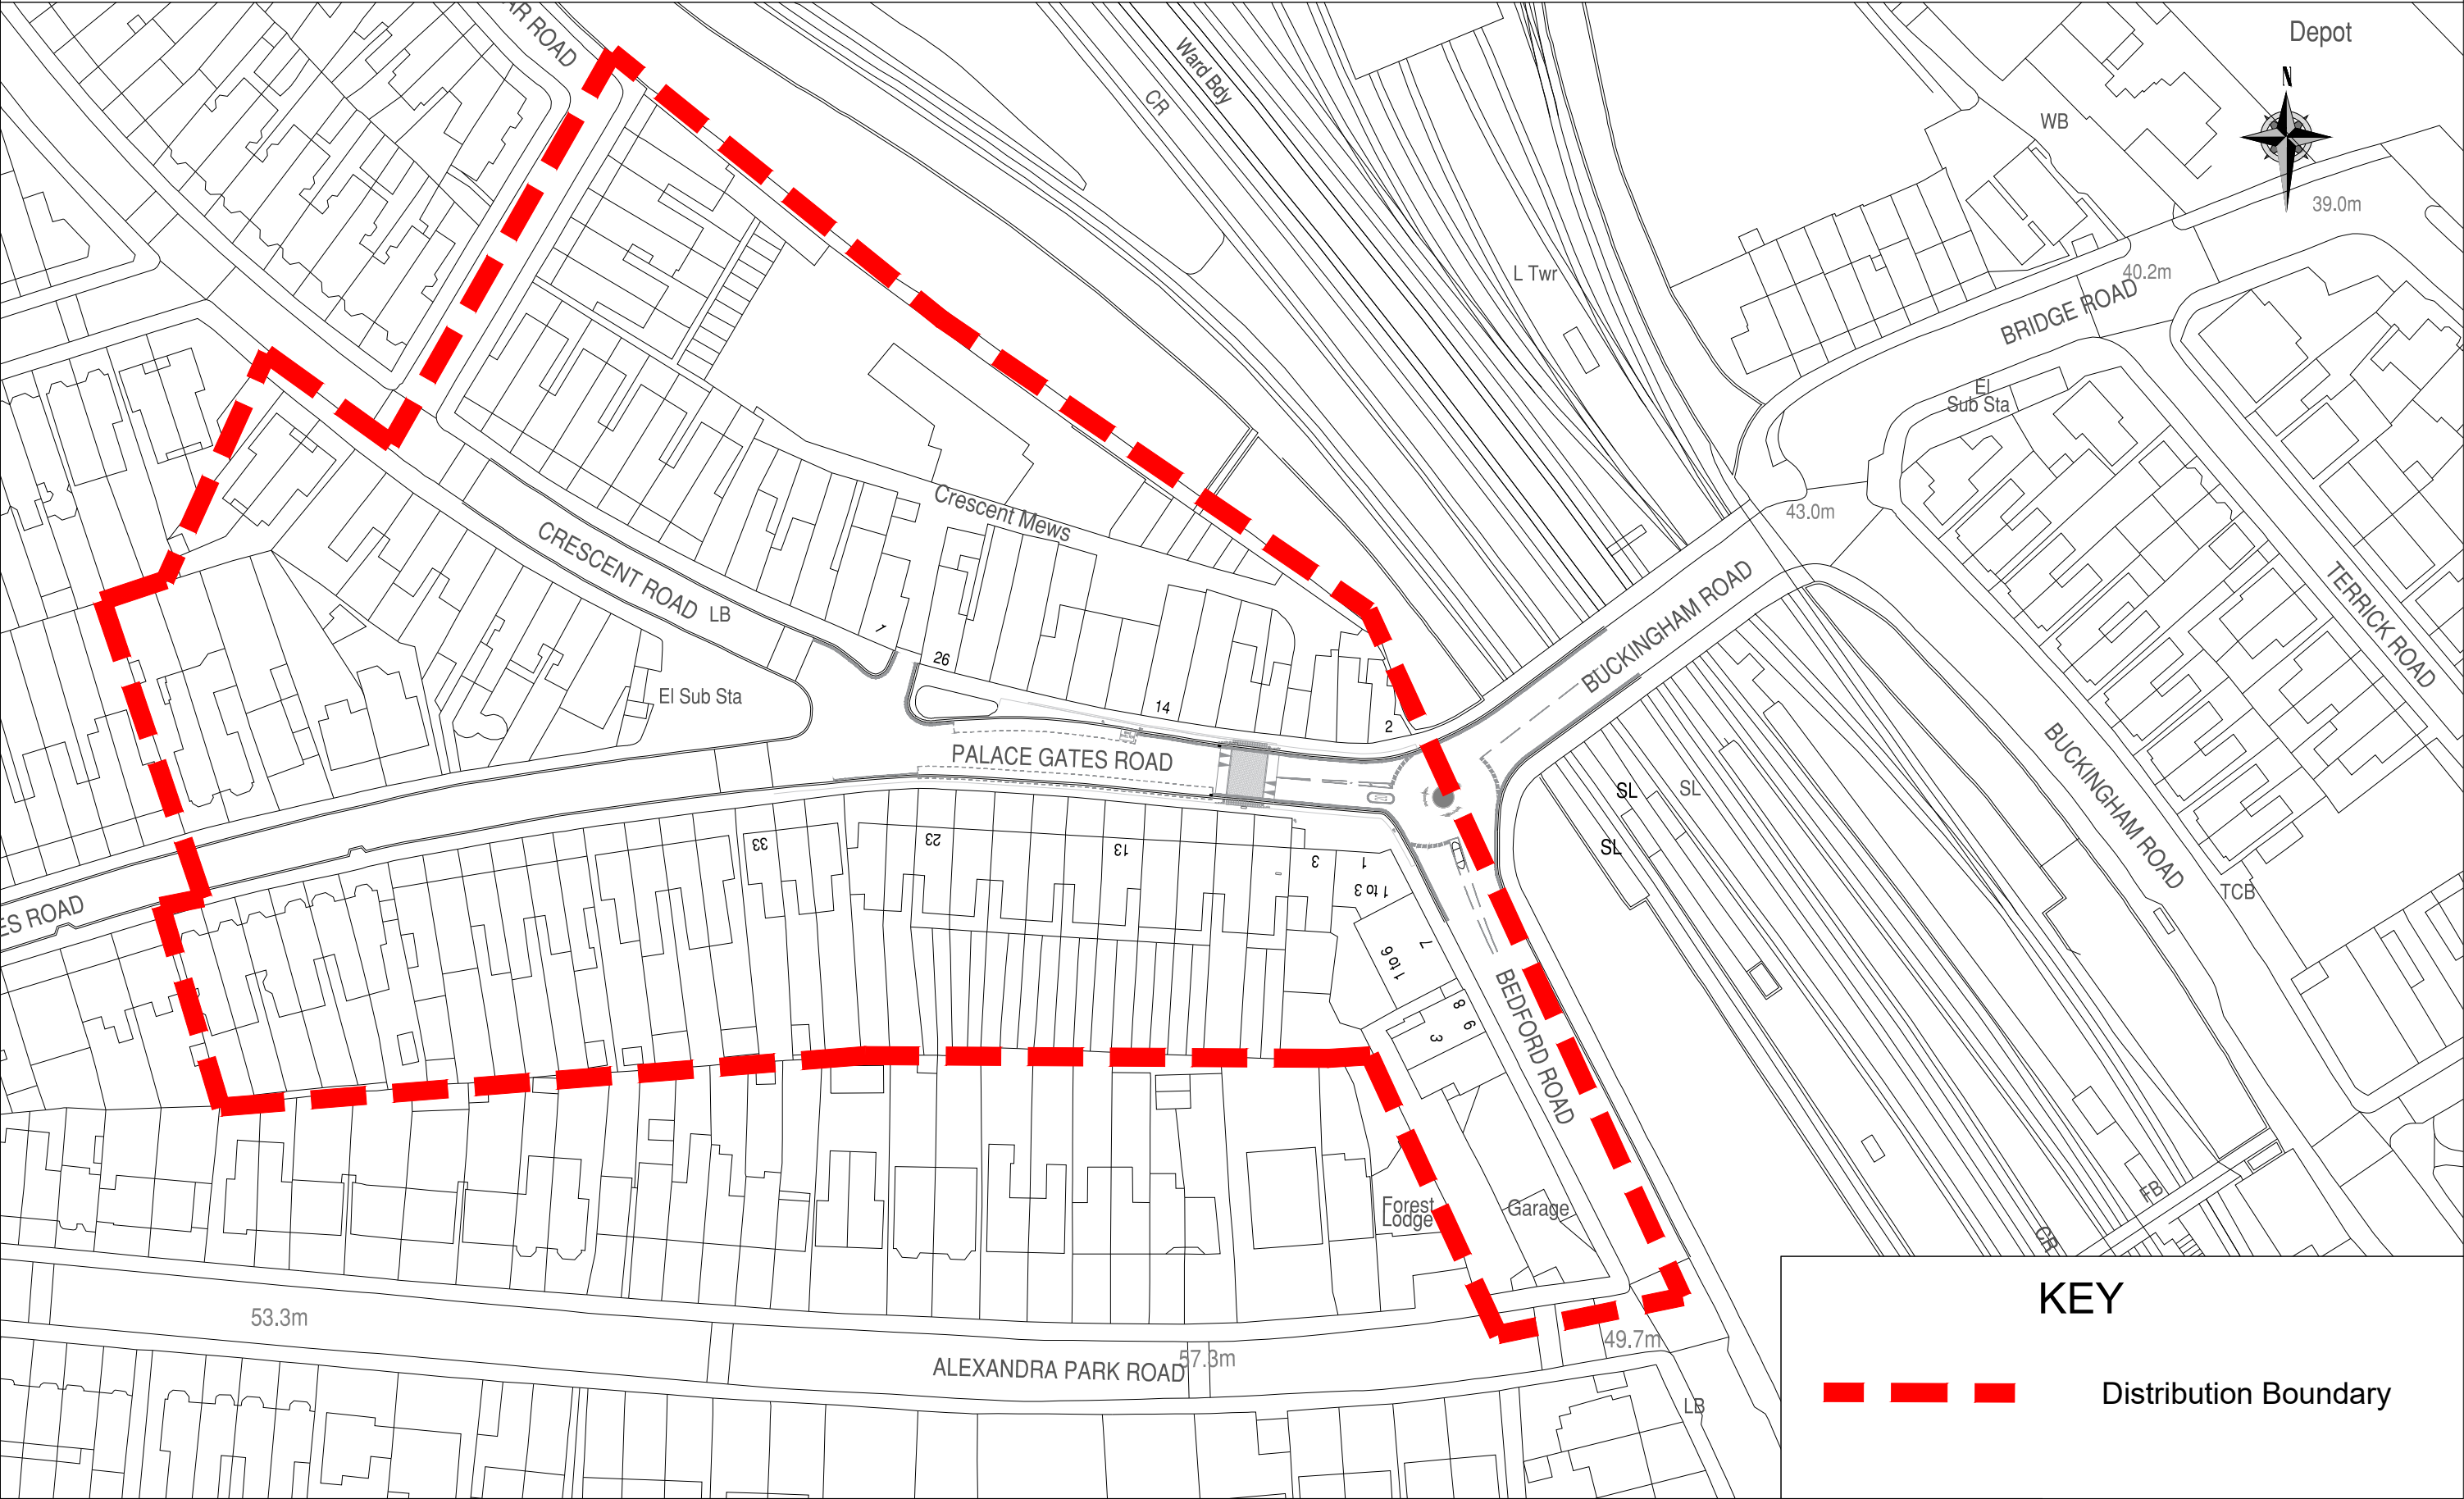 AR ROAD
Depot
N
Ward Bdy
CR
WB
39.0m
40.2m
L Twr
BRIDGE ROAD
El
Sub Sta
43.0m
Crescent Mews
CRESCENT ROAD
LB
1
26
BUCKINGHAM ROAD
TERRICK ROAD
El Sub Sta
14
2
PALACE GATES ROAD
BUCKINGHAM ROAD
SL
SL
SL
33
23
13
3
1
1 to 3
TCB
ES ROAD
7
1 to 6
8
9
3
BEDFORD ROAD
Forest
Lodge
Garage
FB
CR
53.3m
57.3m
49.7m
ALEXANDRA PARK ROAD
LB
KEY
Distribution Boundary